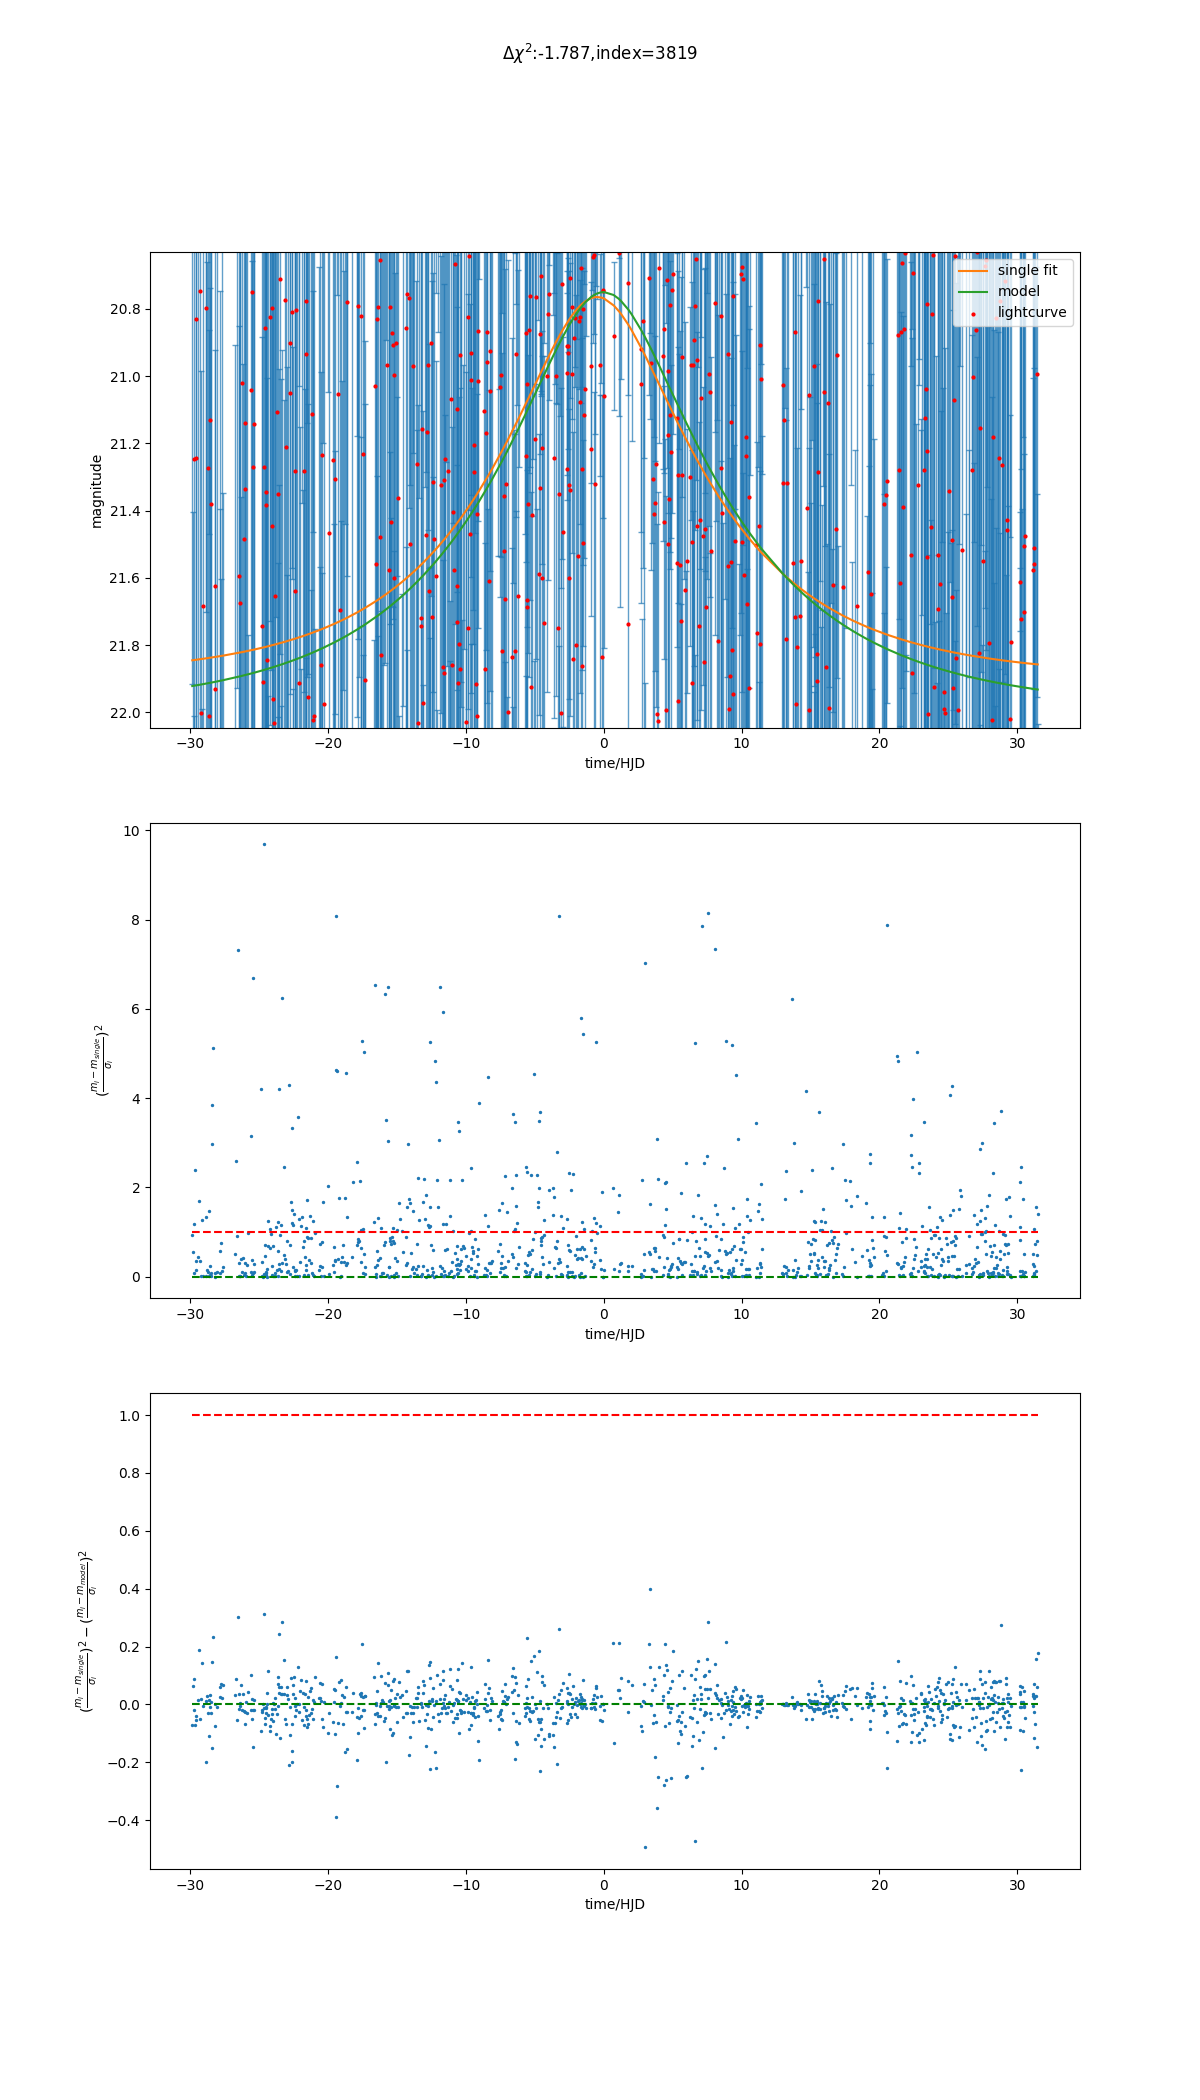 Δχ²:-1.787,index=3819
single fit
model
lightcurve
20.8
21.0
21.2
21.4
21.6
21.8
22.0
magnitude
−30 −20 −10 0 10 20 30
time/HJD
10
8
6
4
2
0
((m_i − m_single)/σ_i)²
−30 −20 −10 0 10 20 30
time/HJD
1.0
0.8
0.6
0.4
0.2
0.0
−0.2
−0.4
((m_i − m_single)/σ_i)² − ((m_i − m_model)/σ_i)²
−30 −20 −10 0 10 20 30
time/HJD